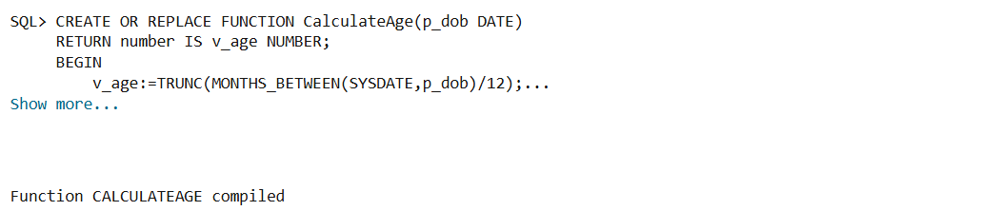 SQL> CREATE OR REPLACE FUNCTION CalculateAge(p_dob DATE)
     RETURN number IS v_age NUMBER;
     BEGIN
         v_age:=TRUNC(MONTHS_BETWEEN(SYSDATE,p_dob)/12);...
Show more...
Function CALCULATEAGE compiled